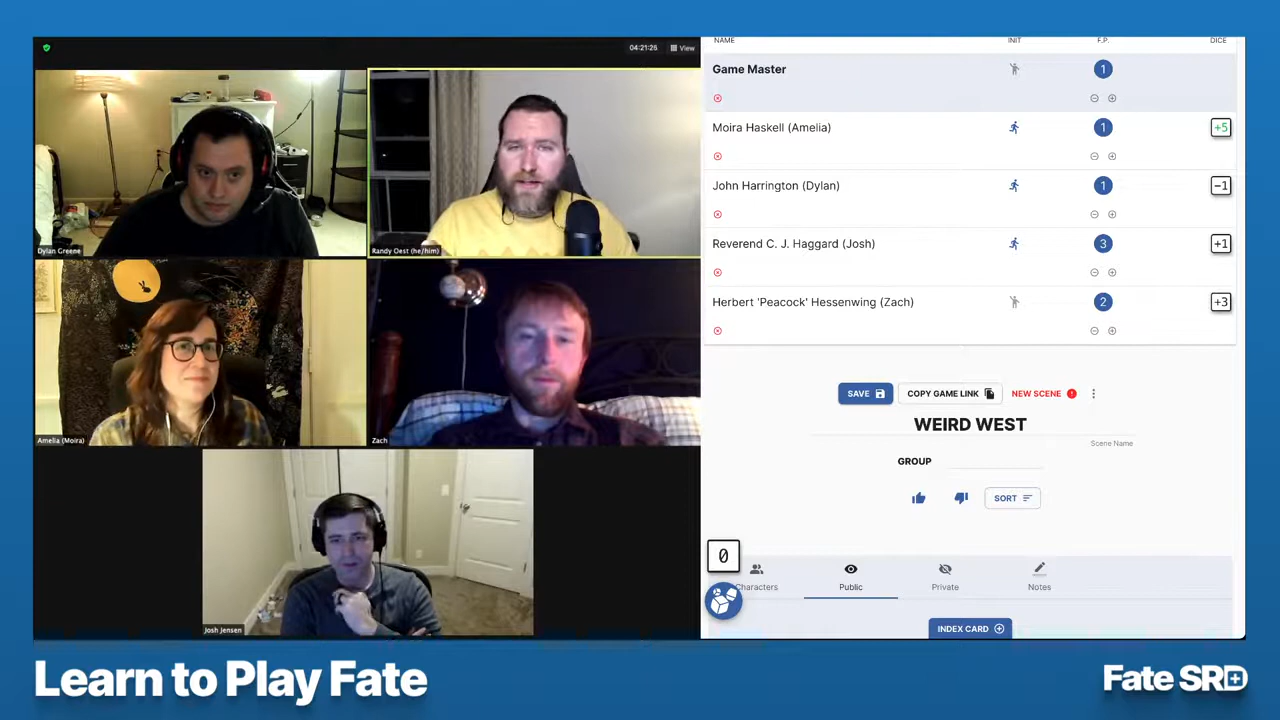 04:21:26
View
Dylan Greene
Randy Oest (he/him)
Amelia (Moira)
Zach
Josh Jensen
NAME INIT F.P. DICE
Game Master 1
Moira Haskell (Amelia) 1 +5
John Harrington (Dylan) 1 −1
Reverend C. J. Haggard (Josh) 3 +1
Herbert 'Peacock' Hessenwing (Zach) 2 +3
SAVE COPY GAME LINK NEW SCENE
WEIRD WEST
Scene Name
GROUP
SORT
0
Characters Public Private Notes
INDEX CARD
Learn to Play Fate
Fate SRD